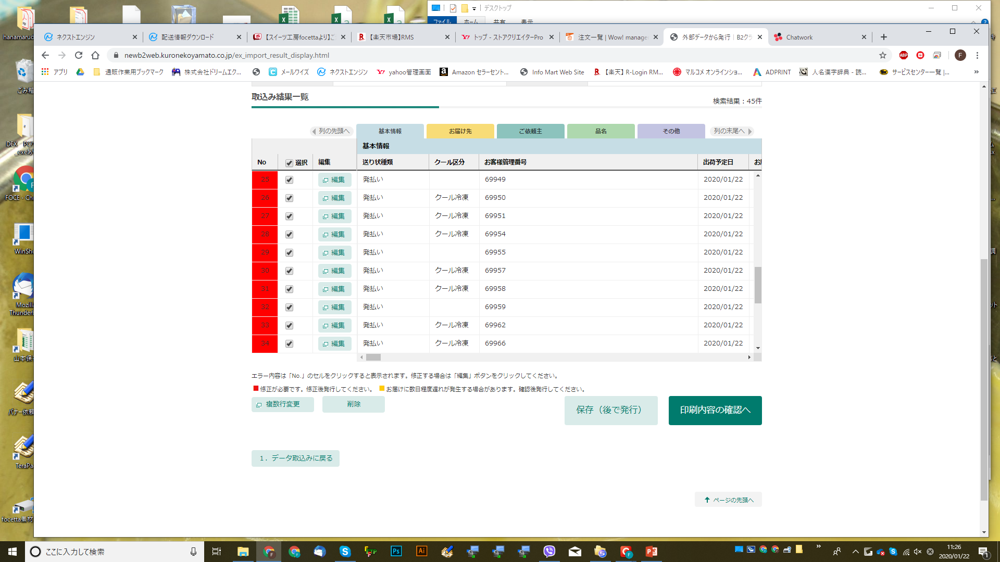 デスクトップ
ファイル ホーム 共有 表示
ネクストエンジン
配送情報ダウンロード
【スイーツ工房focettaより】ご
【楽天市場】RMS
トップ - ストアクリエイターPro
注文一覧 | Wow! manage
外部データから発行 | B2クラ
Chatwork
newb2web.kuronekoyamato.co.jp/ex_import_result_display.html
ABP
F
アプリ
通販作業用ブックマーク
株式会社ドリームエク...
メールワイズ
ネクストエンジン
yahoo管理画面
Amazon セラーセント...
Info Mart Web Site
【楽天】R-Login RM...
マルコメ オンラインショ...
ADPRINT
人名漢字辞典 - 読...
サービスセンター一覧 |...
取込み結果一覧
検索結果:45件
列の先頭へ 基本情報 お届け先 ご依頼主 品名 その他 列の末尾へ
基本情報
No 選択 編集 送り状種類 クール区分 お客様管理番号 出荷予定日
25 編集 発払い 69949 2020/01/22
26 編集 発払い クール冷凍 69950 2020/01/22
27 編集 発払い クール冷凍 69951 2020/01/22
28 編集 発払い クール冷凍 69954 2020/01/22
29 編集 発払い 69955 2020/01/22
30 編集 発払い クール冷凍 69957 2020/01/22
31 編集 発払い クール冷凍 69958 2020/01/22
32 編集 発払い 69959 2020/01/22
33 編集 発払い クール冷凍 69962 2020/01/22
34 編集 発払い クール冷凍 69966 2020/01/22
エラー内容は「No.」のセルをクリックすると表示されます。修正する場合は「編集」ボタンをクリックしてください。
修正が必要です。修正後発行してください。 お届けに数日程度遅れが発生する場合があります。確認後発行してください。
複数行変更 削除 保存（後で発行） 印刷内容の確認へ
1．データ取込みに戻る
ページの先頭へ
hanamaru
ごみ箱
DEX
PC
_exeあ
FOCE - Ch
WinSh
Mozill
Thunder
山本保
バナー依頼
TeraPa
focetta素材
ここに入力して検索
11:26
2020/01/22